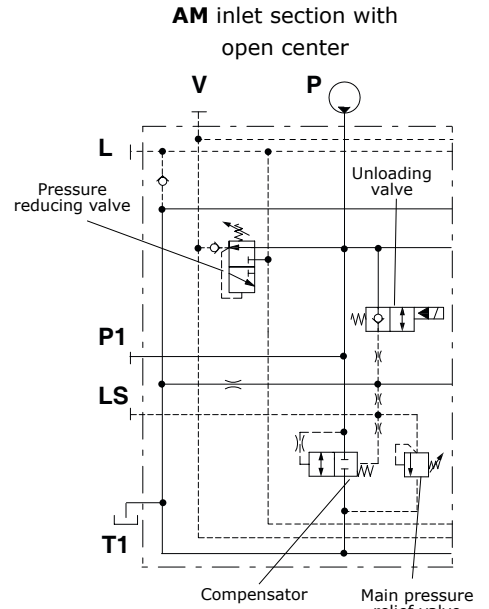 AM inlet section with
open center
V
P
L
Unloading
valve
Pressure
reducing valve
P1
LS
T1
Compensator
Main pressure
relief valve